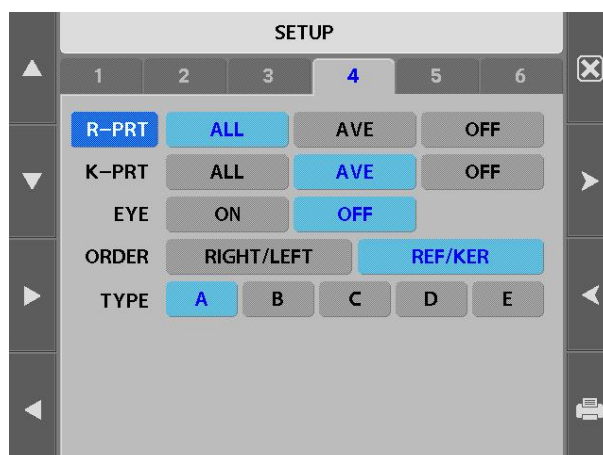 SETUP
1 2 3 4 5 6
R-PRT ALL AVE OFF
K-PRT ALL AVE OFF
EYE ON OFF
ORDER RIGHT/LEFT REF/KER
TYPE A B C D E